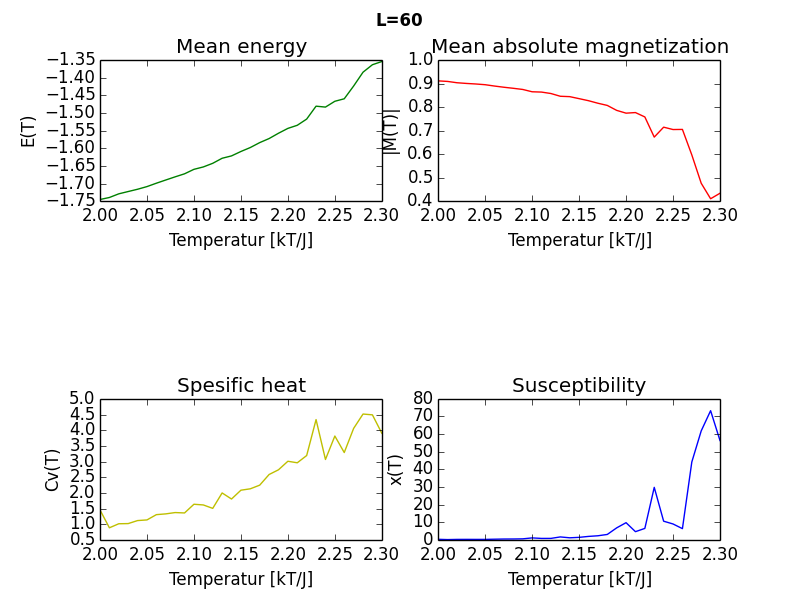 L=60
Mean energy
Mean absolute magnetization
E(T)
−1.35
−1.40
−1.45
−1.50
−1.55
−1.60
−1.65
−1.70
−1.75
2.00 2.05 2.10 2.15 2.20 2.25 2.30
Temperatur [kT/J]
|M(T)|
1.0
0.9
0.8
0.7
0.6
0.5
0.4
2.00 2.05 2.10 2.15 2.20 2.25 2.30
Temperatur [kT/J]
Spesific heat
Susceptibility
Cv(T)
5.0
4.5
4.0
3.5
3.0
2.5
2.0
1.5
1.0
0.5
2.00 2.05 2.10 2.15 2.20 2.25 2.30
Temperatur [kT/J]
x(T)
80
70
60
50
40
30
20
10
0
2.00 2.05 2.10 2.15 2.20 2.25 2.30
Temperatur [kT/J]